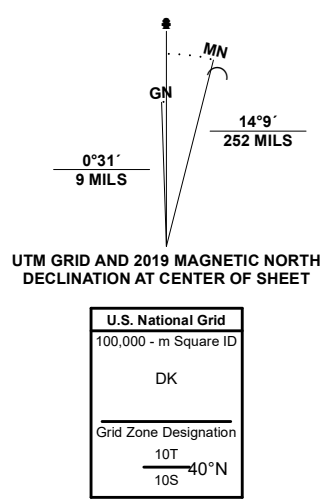 MN
GN
14°9´
252 MILS
0°31´
9 MILS
UTM GRID AND 2019 MAGNETIC NORTH
DECLINATION AT CENTER OF SHEET
U.S. National Grid
100,000 - m Square ID
DK
Grid Zone Designation
10T
40°N
10S